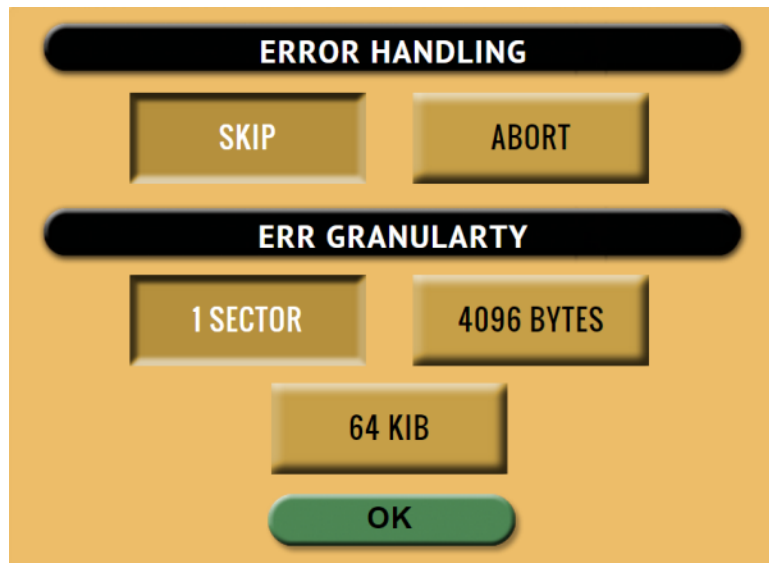 ERROR HANDLING
SKIP ABORT
ERR GRANULARTY
1 SECTOR 4096 BYTES
64 KIB
OK